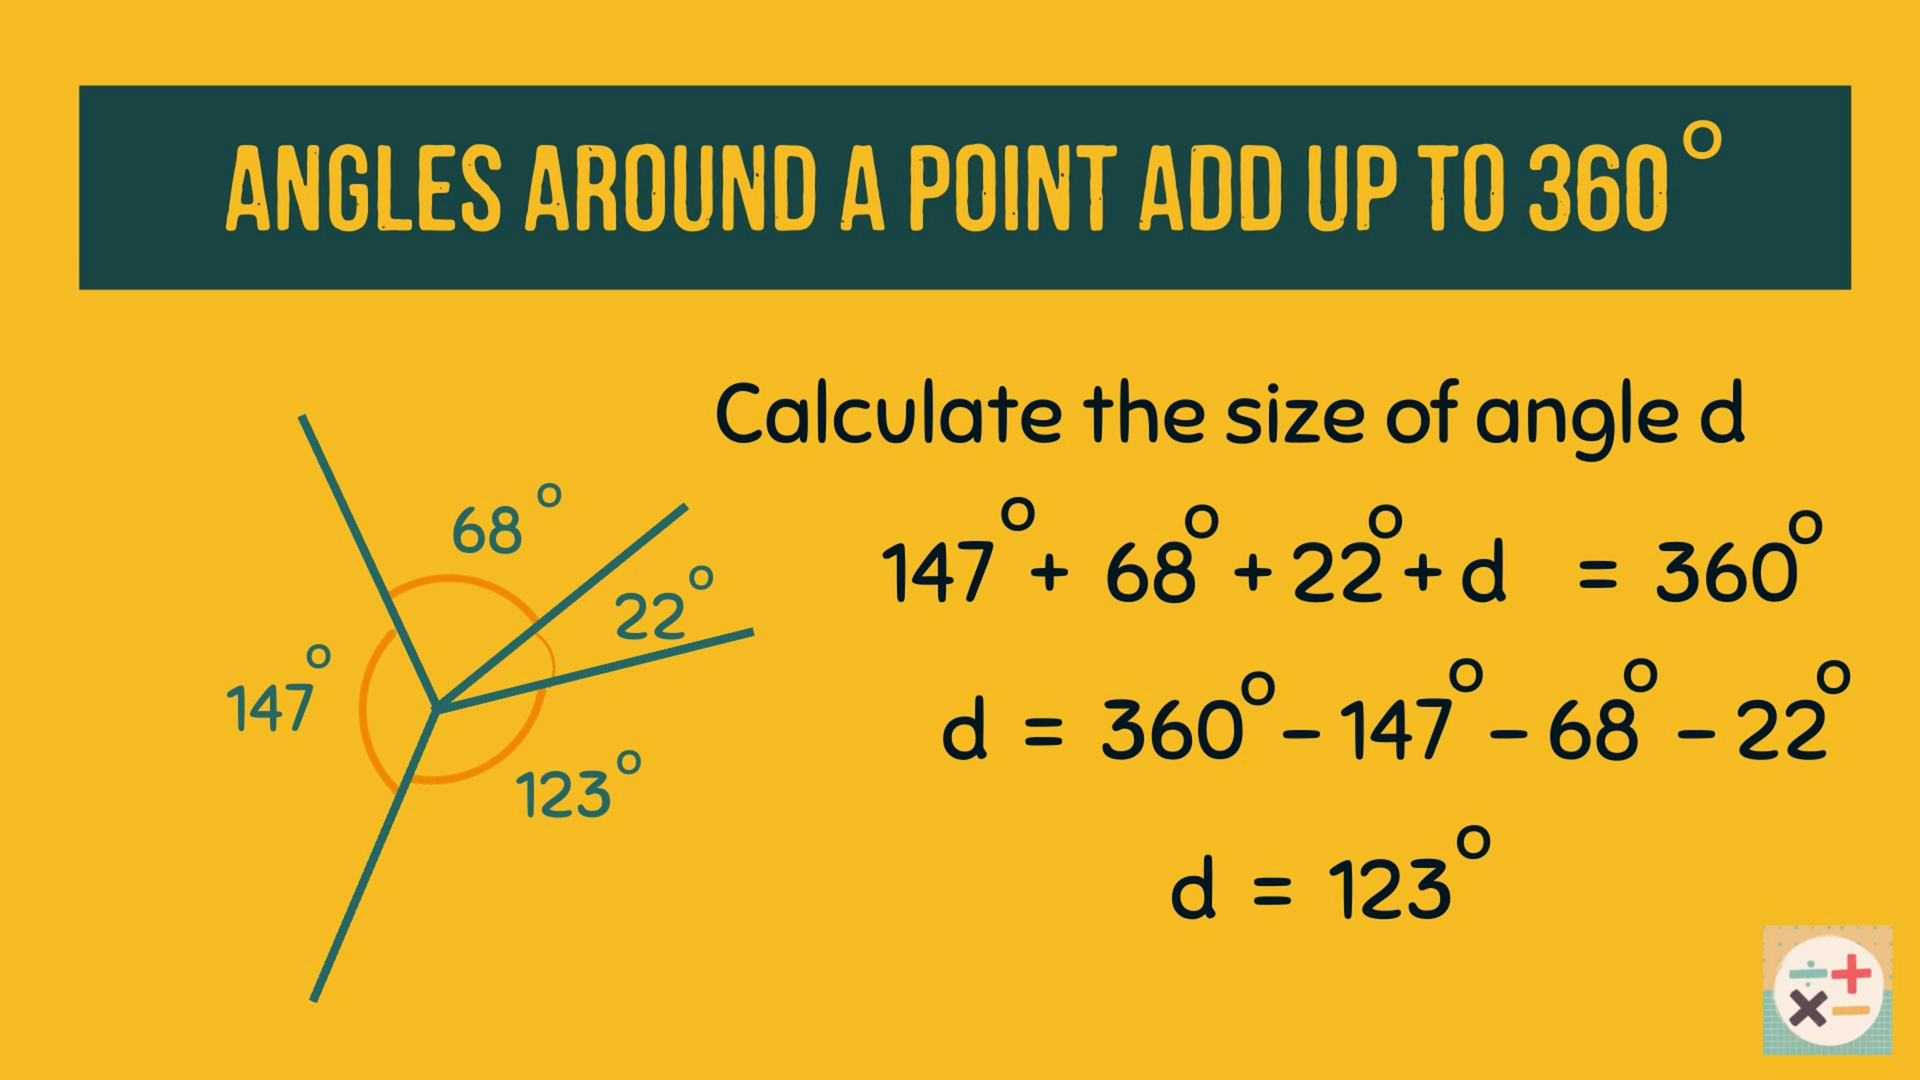 ANGLES AROUND A POINT ADD UP TO 360°
Calculate the size of angle d
68°
22°
147°
123°
147° + 68° + 22° + d = 360°
d = 360° – 147° – 68° – 22°
d = 123°
÷ +
× –